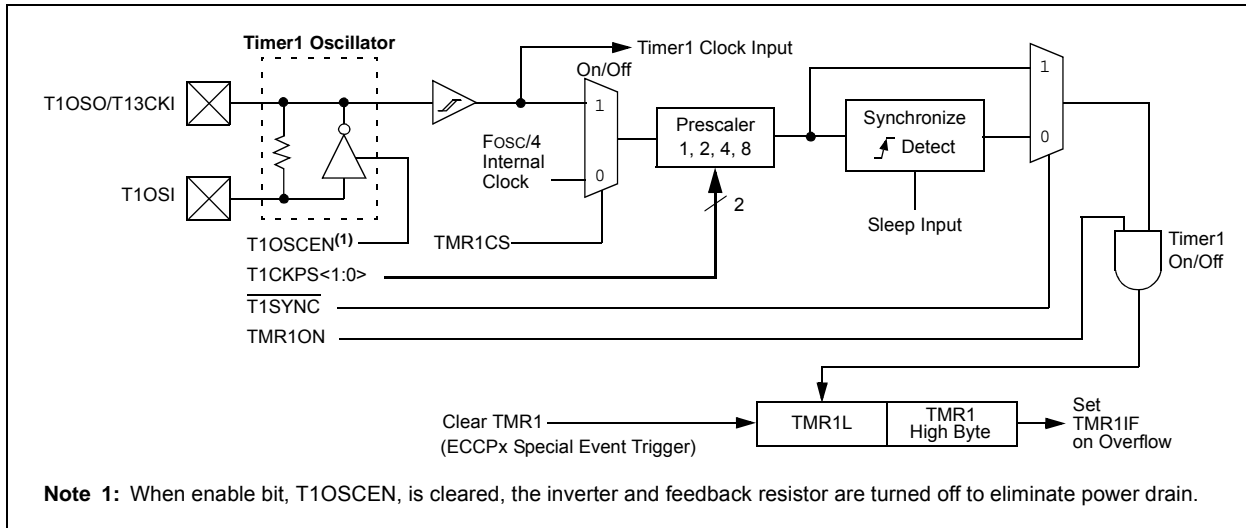 Timer1 Oscillator
Timer1 Clock Input
On/Off
T1OSO/T13CKI
1
FOSC/4
Internal
Clock
0
Prescaler
1, 2, 4, 8
Synchronize
Detect
1
0
T1OSI
2
Sleep Input
T1OSCEN(1)
TMR1CS
T1CKPS<1:0>
T1SYNC
TMR1ON
Timer1
On/Off
Clear TMR1
(ECCPx Special Event Trigger)
TMR1L
TMR1
High Byte
Set
TMR1IF
on Overflow
Note 1: When enable bit, T1OSCEN, is cleared, the inverter and feedback resistor are turned off to eliminate power drain.